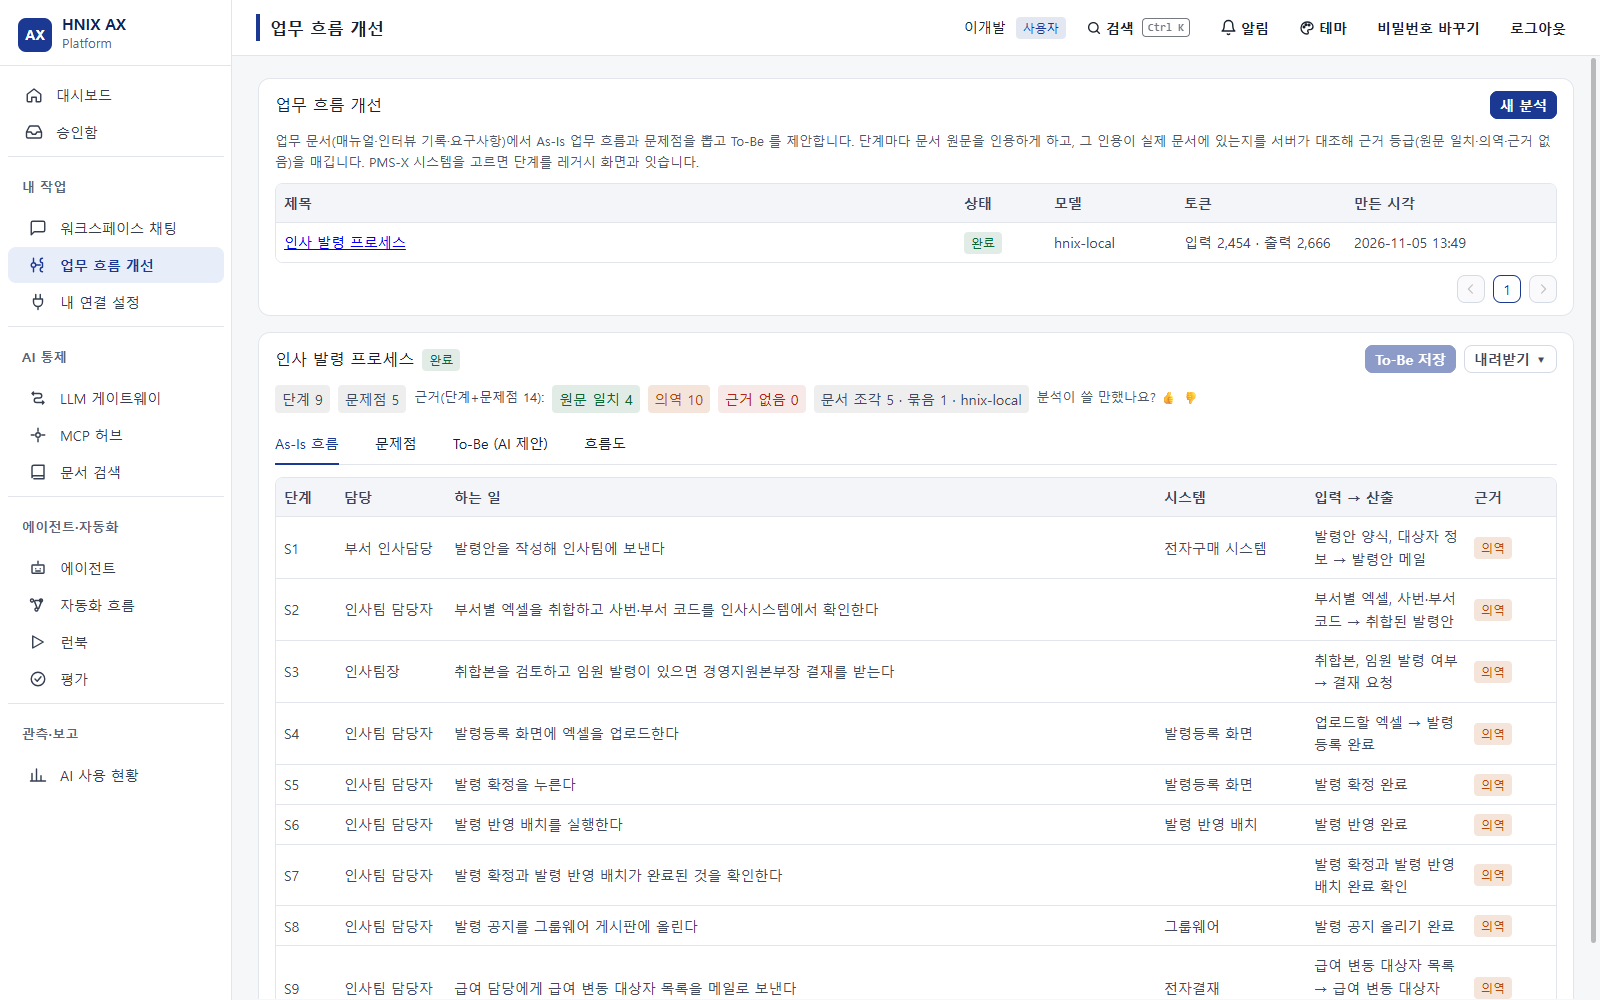 AX
HNIX AX
Platform
대시보드
승인함
내 작업
워크스페이스 채팅
업무 흐름 개선
내 연결 설정
AI 통제
LLM 게이트웨이
MCP 허브
문서 검색
에이전트·자동화
에이전트
자동화 흐름
런북
평가
관측·보고
AI 사용 현황
업무 흐름 개선
이개발 사용자 검색 Ctrl K 알림 테마 비밀번호 바꾸기 로그아웃
업무 흐름 개선
새 분석
업무 문서(매뉴얼·인터뷰 기록·요구사항)에서 As-Is 업무 흐름과 문제점을 뽑고 To-Be 를 제안합니다. 단계마다 문서 원문을 인용하게 하고, 그 인용이 실제 문서에 있는지를 서버가 대조해 근거 등급(원문 일치·의역·근거 없
음)을 매깁니다. PMS-X 시스템을 고르면 단계를 레거시 화면과 잇습니다.
제목 상태 모델 토큰 만든 시각
인사 발령 프로세스 완료 hnix-local 입력 2,454 · 출력 2,666 2026-11-05 13:49
1
인사 발령 프로세스 완료
To-Be 저장 내려받기 ▼
단계 9 문제점 5 근거(단계+문제점 14): 원문 일치 4 의역 10 근거 없음 0 문서 조각 5 · 묶음 1 · hnix-local 분석이 쓸 만했나요? 👍 👎
As-Is 흐름 문제점 To-Be (AI 제안) 흐름도
단계 담당 하는 일 시스템 입력 → 산출 근거
S1 부서 인사담당 발령안을 작성해 인사팀에 보낸다 전자구매 시스템 발령안 양식, 대상자 정
보 → 발령안 메일 의역
S2 인사팀 담당자 부서별 엑셀을 취합하고 사번·부서 코드를 인사시스템에서 확인한다 부서별 엑셀, 사번·부서
코드 → 취합된 발령안 의역
S3 인사팀장 취합본을 검토하고 임원 발령이 있으면 경영지원본부장 결재를 받는다 취합본, 임원 발령 여부
→ 결재 요청 의역
S4 인사팀 담당자 발령등록 화면에 엑셀을 업로드한다 발령등록 화면 업로드할 엑셀 → 발령
등록 완료 의역
S5 인사팀 담당자 발령 확정을 누른다 발령등록 화면 발령 확정 완료 의역
S6 인사팀 담당자 발령 반영 배치를 실행한다 발령 반영 배치 발령 반영 완료 의역
S7 인사팀 담당자 발령 확정과 발령 반영 배치가 완료된 것을 확인한다 발령 확정과 발령 반영
배치 완료 확인 의역
S8 인사팀 담당자 발령 공지를 그룹웨어 게시판에 올린다 그룹웨어 발령 공지 올리기 완료 의역
S9 인사팀 담당자 급여 담당에게 급여 변동 대상자 목록을 메일로 보낸다 전자결재 급여 변동 대상자 목록
→ 급여 변동 대상자 의역